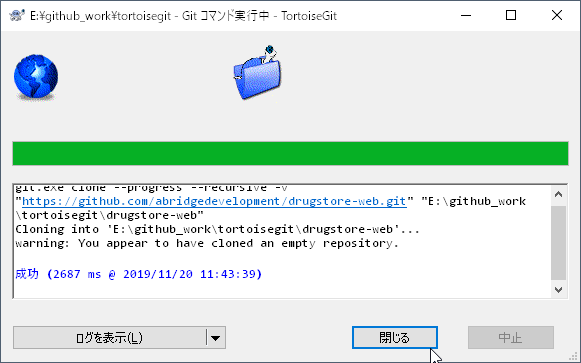 E:¥github_work¥tortoisegit - Git コマンド実行中 - TortoiseGit
git.exe clone --progress --recursive -v
"https://github.com/abridgedevelopment/drugstore-web.git" "E:\github_work
\tortoisegit\drugstore-web"
Cloning into 'E:\github_work\tortoisegit\drugstore-web'...
warning: You appear to have cloned an empty repository.
成功 (2687 ms @ 2019/11/20 11:43:39)
ログを表示(L) 閉じる 中止